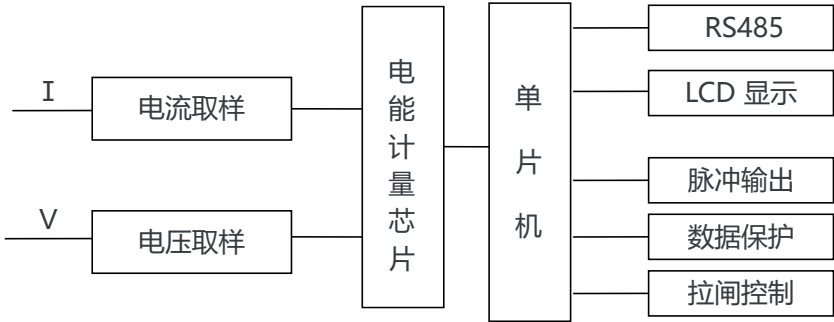 I
电流取样
V
电压取样
电能计量芯片
单片机
RS485
LCD 显示
脉冲输出
数据保护
拉闸控制